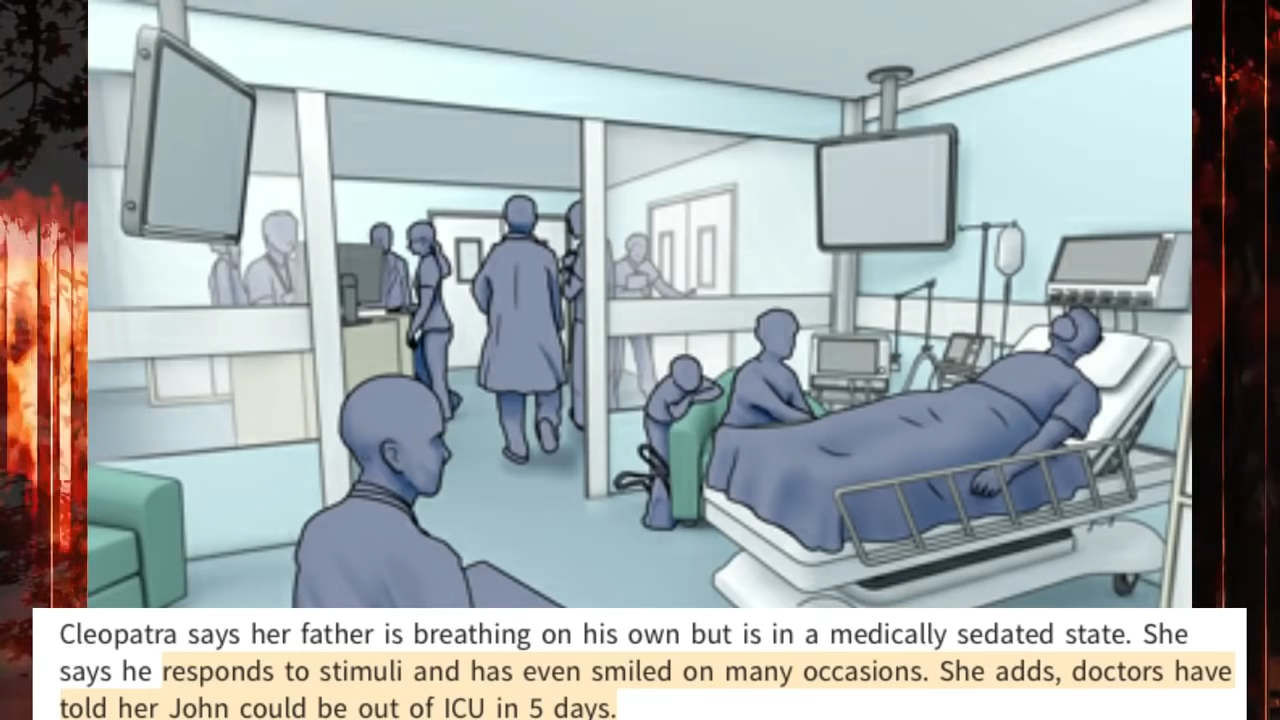 Cleopatra says her father is breathing on his own but is in a medically sedated state. She
says he responds to stimuli and has even smiled on many occasions. She adds, doctors have
told her John could be out of ICU in 5 days.